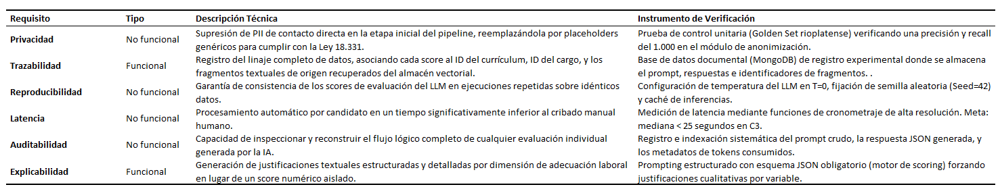 Requisito Tipo Descripción Técnica Instrumento de Verificación
Privacidad No funcional Supresión de PII de contacto directa en la etapa inicial del pipeline, reemplazándola por placeholders genéricos para cumplir con la Ley 18.331. Prueba de control unitaria (Golden Set rioplatense) verificando una precisión y recall del 1.000 en el módulo de anonimización.
Trazabilidad Funcional Registro del linaje completo de datos, asociando cada score al ID del currículum, ID del cargo, y los fragmentos textuales de origen recuperados del almacén vectorial. Base de datos documental (MongoDB) de registro experimental donde se almacena el prompt, respuestas e identificadores de fragmentos. .
Reproducibilidad No funcional Garantía de consistencia de los scores de evaluación del LLM en ejecuciones repetidas sobre idénticos datos. Configuración de temperatura del LLM en T=0, fijación de semilla aleatoria (Seed=42) y caché de inferencias.
Latencia No funcional Procesamiento automático por candidato en un tiempo significativamente inferior al cribado manual humano. Medición de latencia mediante funciones de cronometraje de alta resolución. Meta: mediana < 25 segundos en C3.
Auditabilidad No funcional Capacidad de inspeccionar y reconstruir el flujo lógico completo de cualquier evaluación individual generada por la IA. Registro e indexación sistemática del prompt crudo, la respuesta JSON generada, y los metadatos de tokens consumidos.
Explicabilidad Funcional Generación de justificaciones textuales estructuradas y detalladas por dimensión de adecuación laboral en lugar de un score numérico aislado. Prompting estructurado con esquema JSON obligatorio (motor de scoring) forzando justificaciones cualitativas por variable.